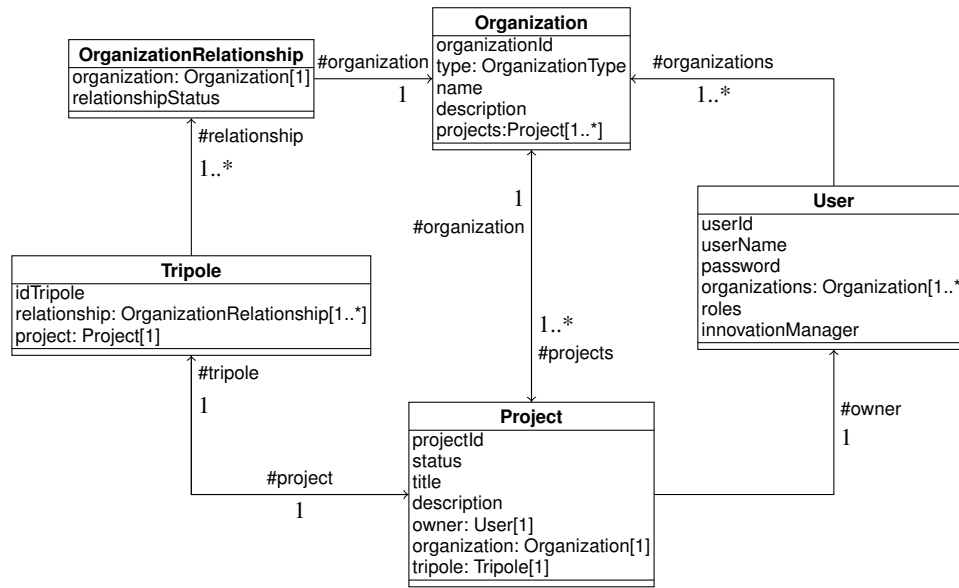 Organization
organizationId
type: OrganizationType
name
description
projects:Project[1..*]
OrganizationRelationship
organization: Organization[1]
relationshipStatus
#organization
1
#organizations
1..*
#relationship
1..*
1
#organization
User
userId
userName
password
organizations: Organization[1..*
roles
innovationManager
Tripole
idTripole
relationship: OrganizationRelationship[1..*]
project: Project[1]
1..*
#projects
#tripole
1
#owner
1
#project
1
Project
projectId
status
title
description
owner: User[1]
organization: Organization[1]
tripole: Tripole[1]